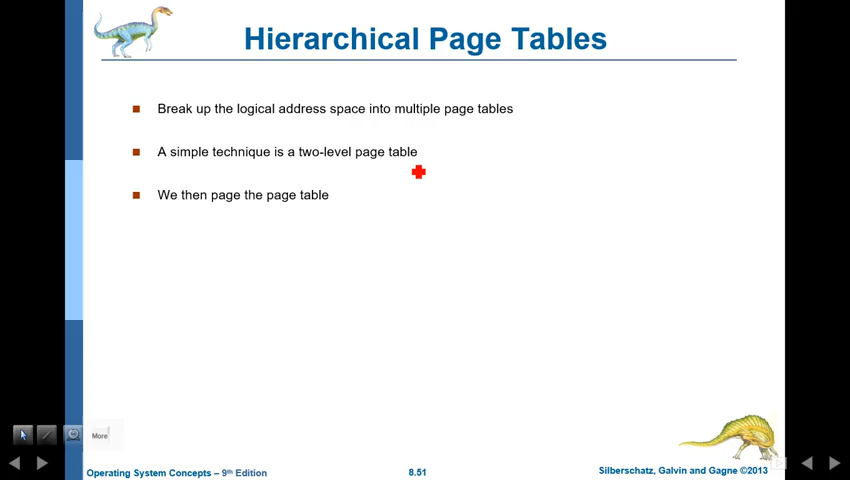 Hierarchical Page Tables
Break up the logical address space into multiple page tables
A simple technique is a two-level page table
We then page the page table
More
Operating System Concepts – 9th Edition
8.51
Silberschatz, Galvin and Gagne ©2013